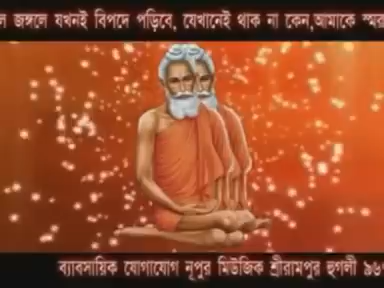 জঙ্গলে যখনই বিপদে পড়িবে, যেখানেই থাক না কেন,আমাকে
ব্যাবসায়িক যোগাযোগ নূপুর মিউজিক শ্রীরামপুর হুগলী